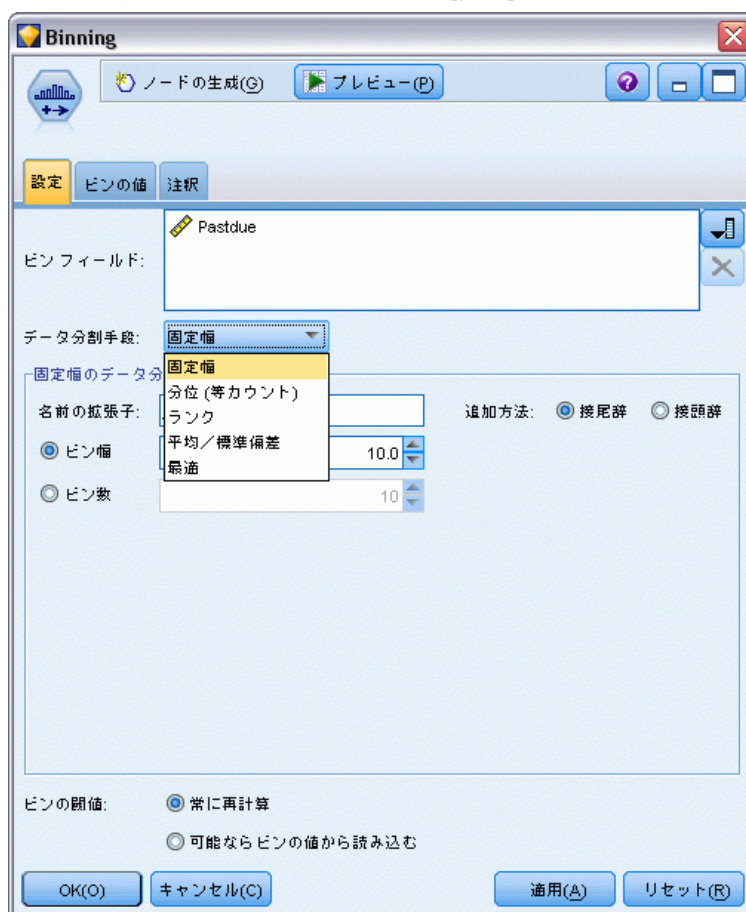 Binning
ノードの生成(G) プレビュー(P)
設定 ビンの値 注釈
Pastdue
ビン フィールド:
データ分割手段: 固定幅
固定幅のデータ分
固定幅
分位 (等カウント)
ランク
平均／標準偏差
最適
名前の拡張子: 追加方法: 接尾辞 接頭辞
ビン幅 10.0
ビン数 10
ビンの閾値: 常に再計算
可能ならビンの値から読み込む
OK(O) キャンセル(C) 適用(A) リセット(R)